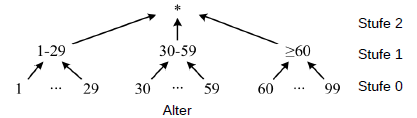 * Stufe 2
1-29 30-59 ≥60 Stufe 1
1 ... 29 30 ... 59 60 ... 99 Stufe 0
Alter